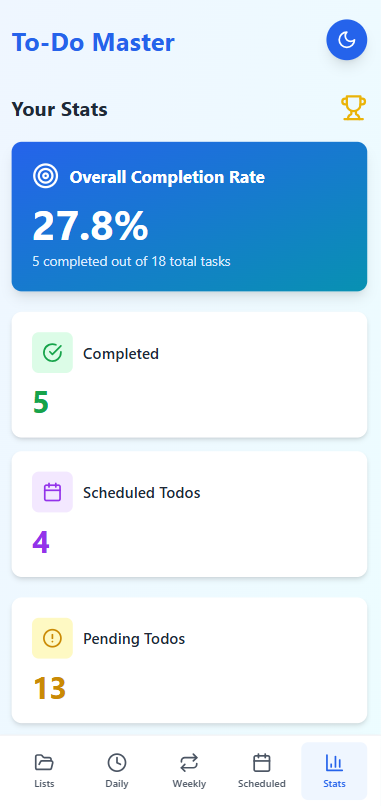 To-Do Master
Your Stats
Overall Completion Rate
27.8%
5 completed out of 18 total tasks
Completed
5
Scheduled Todos
4
Pending Todos
13
Lists Daily Weekly Scheduled Stats